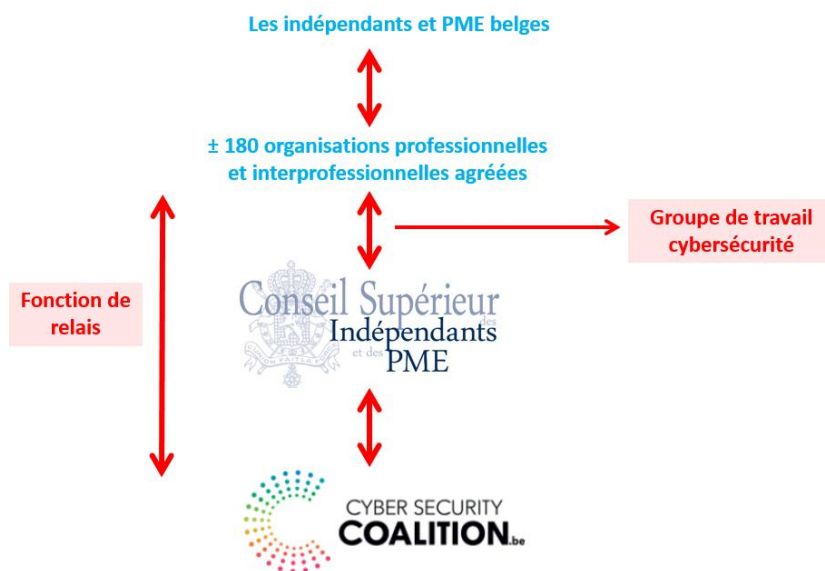 Les indépendants et PME belges
± 180 organisations professionnelles
et interprofessionnelles agréées
Groupe de travail
cybersécurité
Fonction de
relais
Conseil Supérieur
des
Indépendants
et des
PME
CYBER SECURITY
COALITION.be